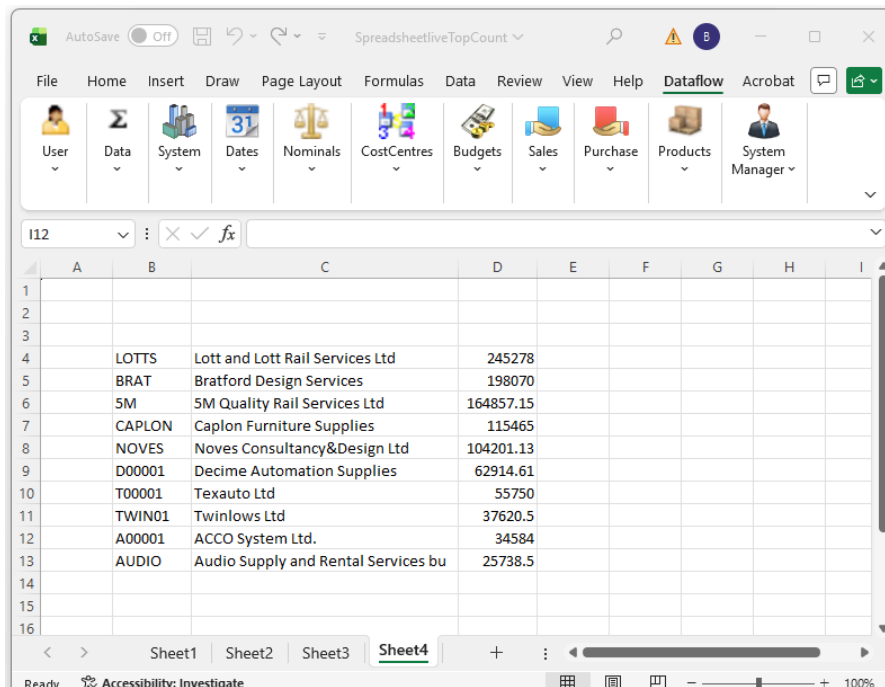 AutoSave Off SpreadsheetliveTopCount B
File Home Insert Draw Page Layout Formulas Data Review View Help Dataflow Acrobat
Σ 31 1 2 3 4
User Data System Dates Nominals CostCentres Budgets Sales Purchase Products System Manager
I12 fx
A B C D E F G H I
1
2
3
4 LOTTS Lott and Lott Rail Services Ltd 245278
5 BRAT Bratford Design Services 198070
6 5M 5M Quality Rail Services Ltd 164857.15
7 CAPLON Caplon Furniture Supplies 115465
8 NOVES Noves Consultancy&Design Ltd 104201.13
9 D00001 Decime Automation Supplies 62914.61
10 T00001 Texauto Ltd 55750
11 TWIN01 Twinlows Ltd 37620.5
12 A00001 ACCO System Ltd. 34584
13 AUDIO Audio Supply and Rental Services bu 25738.5
14
15
16
Sheet1 Sheet2 Sheet3 Sheet4 +
Ready Accessibility: Investigate − + 100%